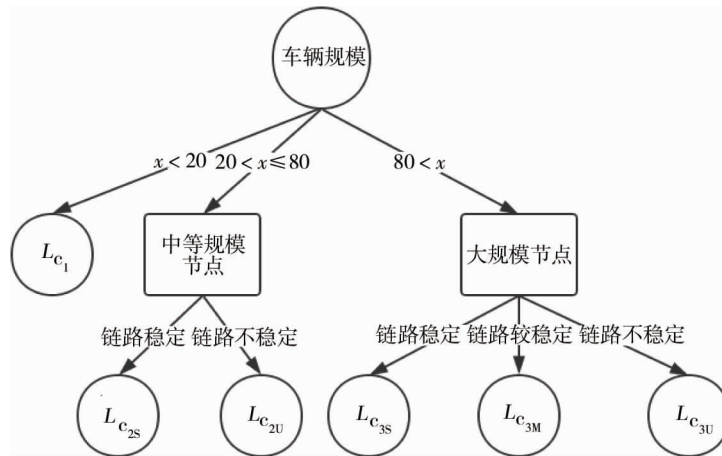 车辆规模
x < 20
20 < x ≤ 80
80 < x
L_{C_1}
中等规模
节点
大规模节点
链路稳定
链路不稳定
链路稳定
链路较稳定
链路不稳定
L_{C_{2S}}
L_{C_{2U}}
L_{C_{3S}}
L_{C_{3M}}
L_{C_{3U}}